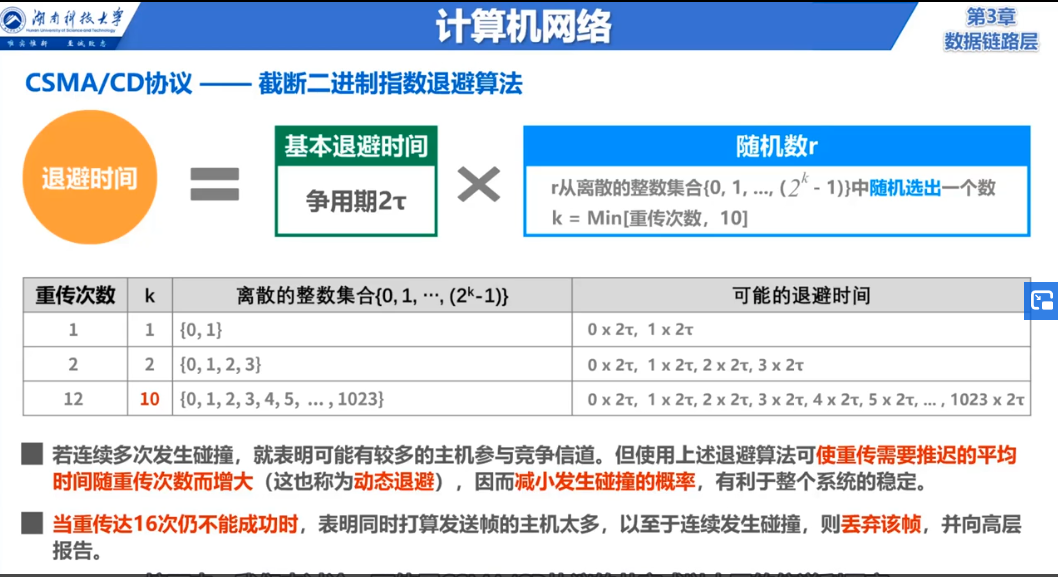 湖南科技大学
Hunan University of Science and Technology
唯实惟新 至诚致志
计算机网络
第3章
数据链路层
CSMA/CD协议 —— 截断二进制指数退避算法
退避时间
=
基本退避时间
争用期2τ
×
随机数r
r从离散的整数集合{0, 1, ..., (2^k - 1)}中随机选出一个数
k = Min[重传次数，10]
重传次数 k 离散的整数集合{0, 1, ···, (2^k-1)} 可能的退避时间
1 1 {0, 1} 0 x 2τ, 1 x 2τ
2 2 {0, 1, 2, 3} 0 x 2τ, 1 x 2τ, 2 x 2τ, 3 x 2τ
12 10 {0, 1, 2, 3, 4, 5, ... , 1023} 0 x 2τ, 1 x 2τ, 2 x 2τ, 3 x 2τ, 4 x 2τ, 5 x 2τ, ... , 1023 x 2τ
若连续多次发生碰撞，就表明可能有较多的主机参与竞争信道。但使用上述退避算法可使重传需要推迟的平均
时间随重传次数而增大（这也称为动态退避），因而减小发生碰撞的概率，有利于整个系统的稳定。
当重传达16次仍不能成功时，表明同时打算发送帧的主机太多，以至于连续发生碰撞，则丢弃该帧，并向高层
报告。